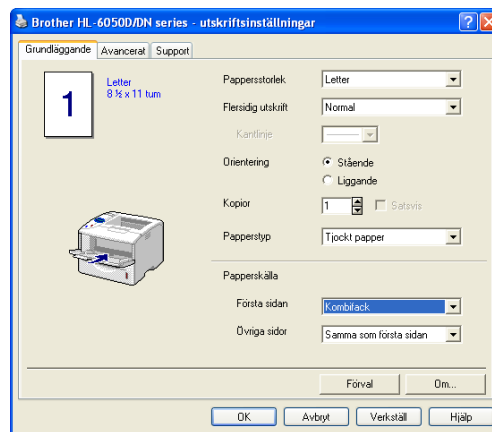 Brother HL-6050D/DN series - utskriftsinställningar
Grundläggande Avancerat Support
1
Letter
8 ½ x 11 tum
Pappersstorlek Letter
Flersidig utskrift Normal
Kantlinje
Orientering Stående
Liggande
Kopior 1 Satsvis
Papperstyp Tjockt papper
Papperskälla
Första sidan Kombifack
Övriga sidor Samma som första sidan
Förval Om...
OK Avbryt Verkställ Hjälp